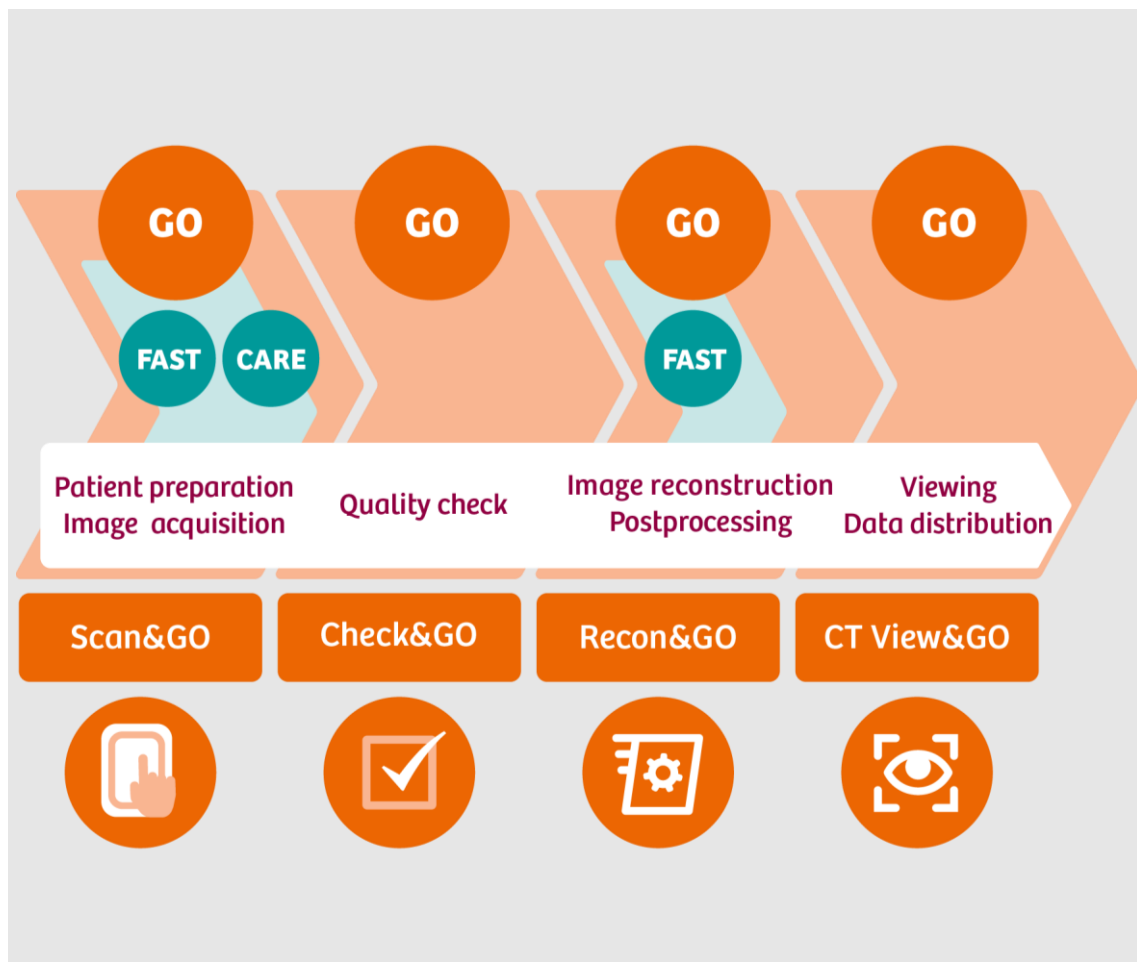 GO
GO
GO
GO
FAST
CARE
FAST
Patient preparation
Image acquisition
Quality check
Image reconstruction
Postprocessing
Viewing
Data distribution
Scan&GO
Check&GO
Recon&GO
CT View&GO